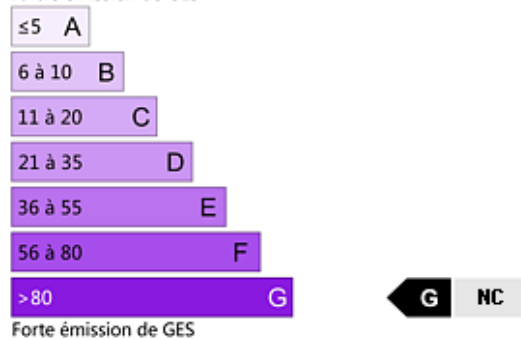 ≤5 A
6 à 10 B
11 à 20 C
21 à 35 D
36 à 55 E
56 à 80 F
>80 G G NC
Forte émission de GES